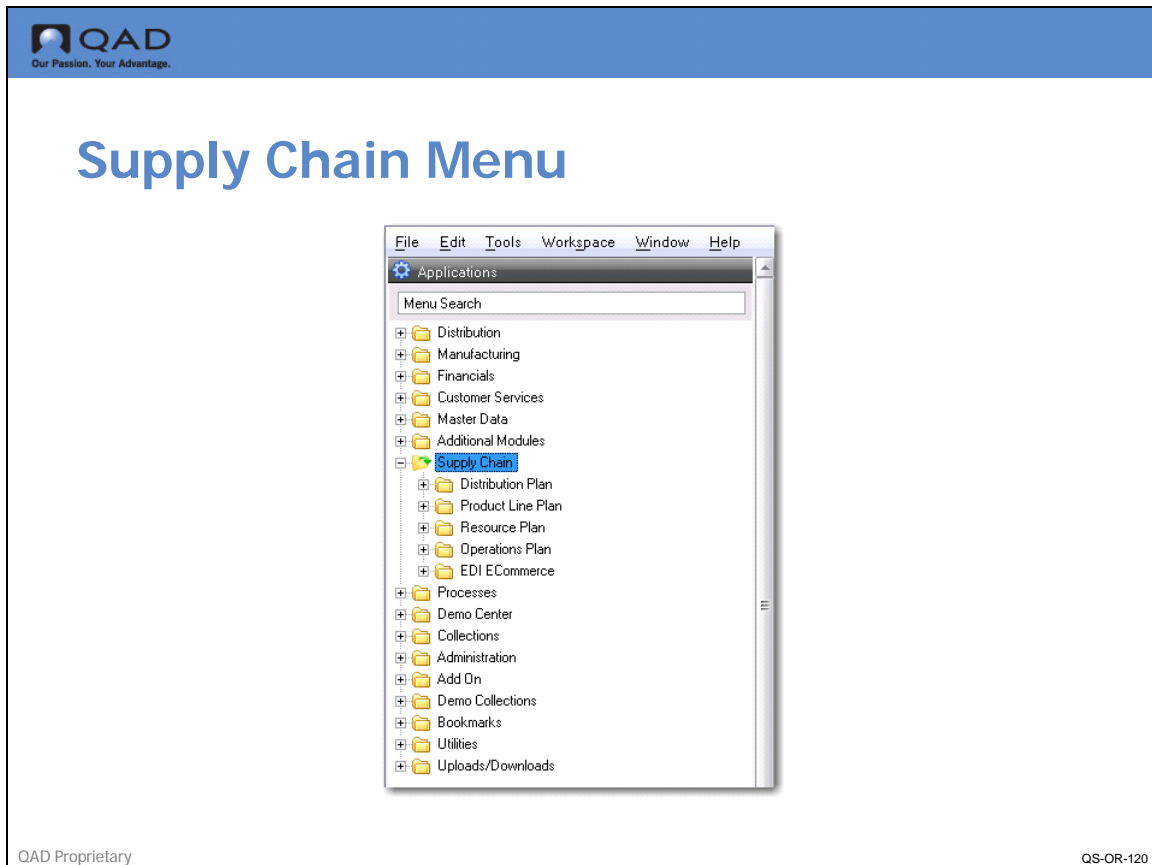 QAD
Our Passion. Your Advantage.
Supply Chain Menu
File Edit Tools Workspace Window Help
Applications
Menu Search
Distribution
Manufacturing
Financials
Customer Services
Master Data
Additional Modules
Supply Chain
Distribution Plan
Product Line Plan
Resource Plan
Operations Plan
EDI ECommerce
Processes
Demo Center
Collections
Administration
Add On
Demo Collections
Bookmarks
Utilities
Uploads/Downloads
QAD Proprietary
QS-OR-120